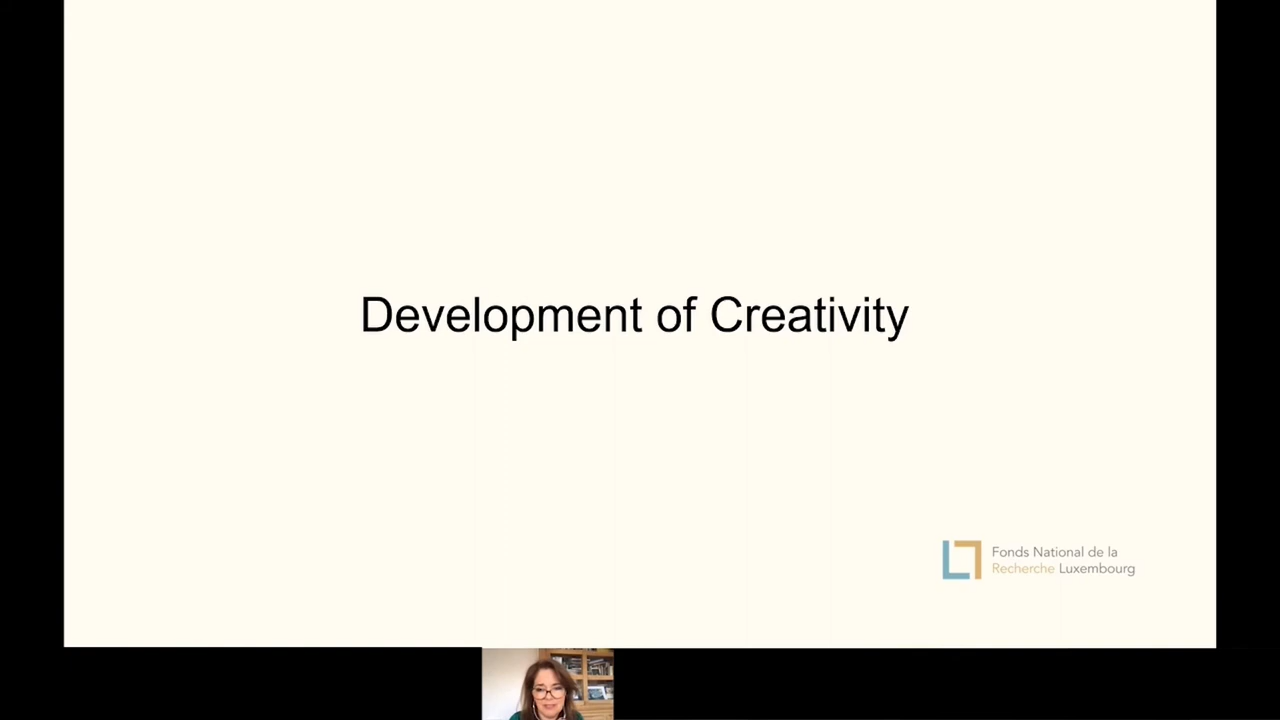 Development of Creativity
Fonds National de la
Recherche Luxembourg